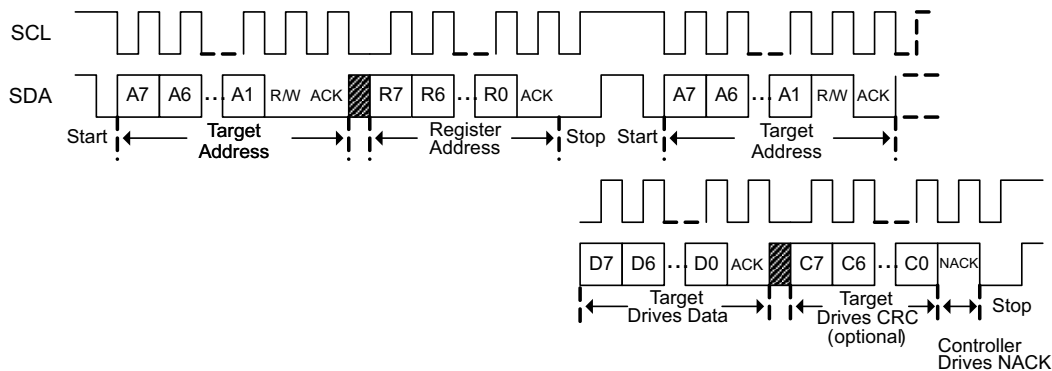 SCL
SDA A7 A6 ... A1 R/W ACK R7 R6 ... R0 ACK A7 A6 ... A1 R/W ACK
Start Target Address Register Address Stop Start Target Address
D7 D6 ... D0 ACK C7 C6 ... C0 NACK
Target Drives Data Target Drives CRC (optional) Stop
Controller Drives NACK